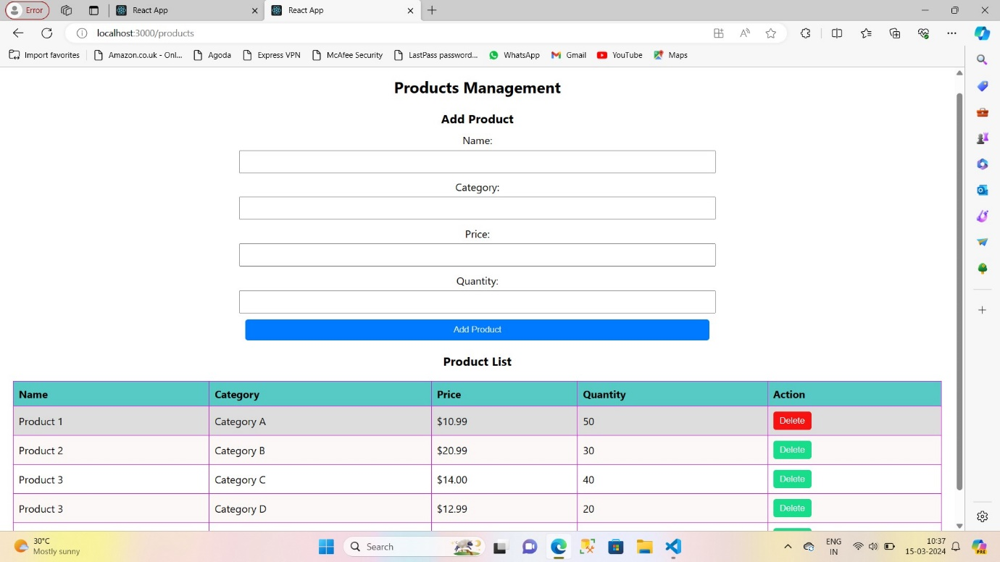 Error
React App
React App
localhost:3000/products
Import favorites
Amazon.co.uk - Onl...
Agoda
Express VPN
McAfee Security
LastPass password...
WhatsApp
Gmail
YouTube
Maps
Products Management
Add Product
Name:
Category:
Price:
Quantity:
Add Product
Product List
Name Category Price Quantity Action
Product 1 Category A $10.99 50 Delete
Product 2 Category B $20.99 30 Delete
Product 3 Category C $14.00 40 Delete
Product 3 Category D $12.99 20 Delete
30°C
Mostly sunny
Search
ENG
IN
10:37
15-03-2024
PRE